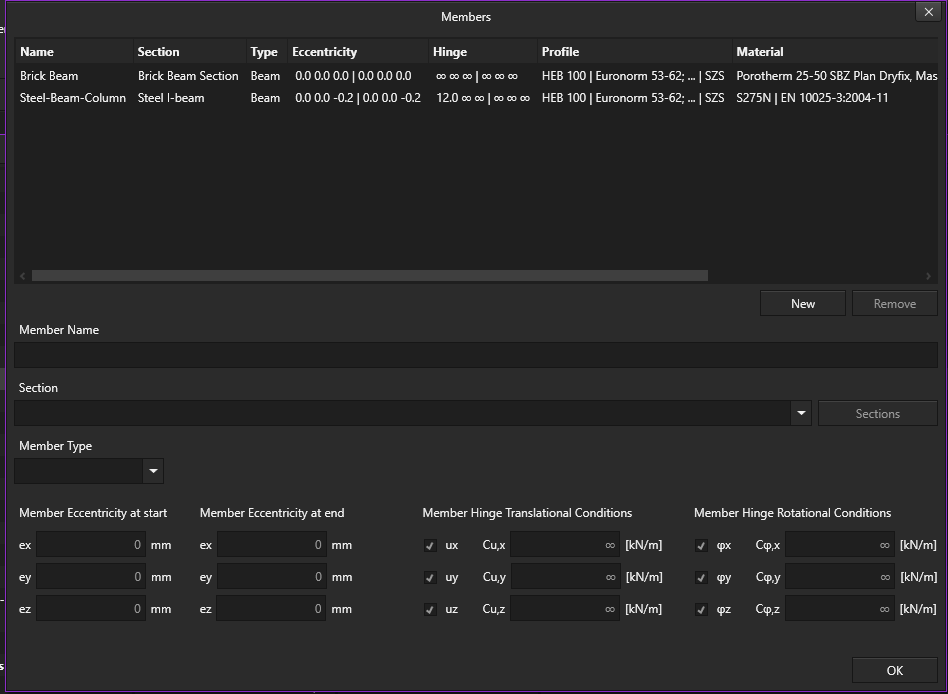 Members
Name Section Type Eccentricity Hinge Profile Material
Brick Beam Brick Beam Section Beam 0.0 0.0 0.0 | 0.0 0.0 0.0 ∞ ∞ ∞ | ∞ ∞ ∞ HEB 100 | Euronorm 53-62; ... | SZS Porotherm 25-50 SBZ Plan Dryfix, Mas
Steel-Beam-Column Steel I-beam Beam 0.0 0.0 -0.2 | 0.0 0.0 -0.2 12.0 ∞ ∞ | ∞ ∞ ∞ HEB 100 | Euronorm 53-62; ... | SZS S275N | EN 10025-3:2004-11
New Remove
Member Name
Section
Sections
Member Type
Member Eccentricity at start Member Eccentricity at end Member Hinge Translational Conditions Member Hinge Rotational Conditions
ex 0 mm ex 0 mm ux Cu,x ∞ [kN/m] φx Cφ,x ∞ [kN/m]
ey 0 mm ey 0 mm uy Cu,y ∞ [kN/m] φy Cφ,y ∞ [kN/m]
ez 0 mm ez 0 mm uz Cu,z ∞ [kN/m] φz Cφ,z ∞ [kN/m]
OK